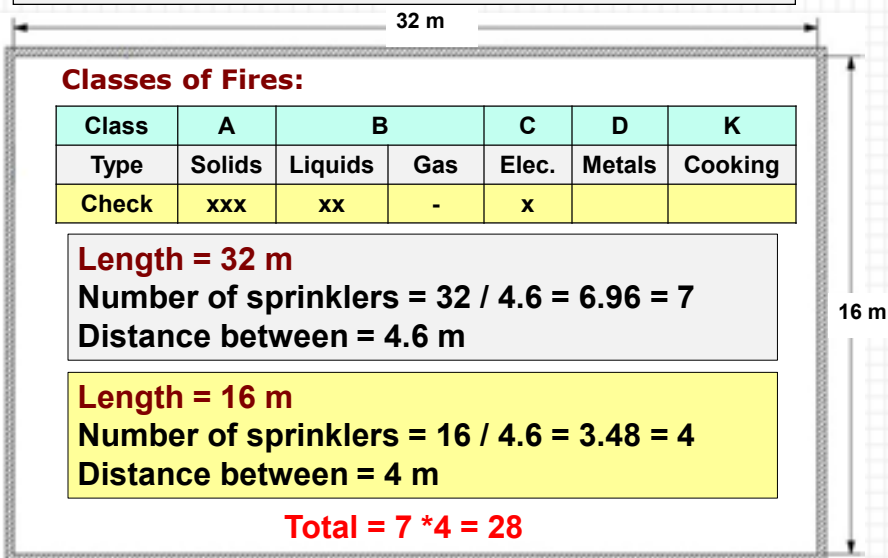 32 m
Classes of Fires:
Class A B C D K
Type Solids Liquids Gas Elec. Metals Cooking
Check xxx xx - x
Length = 32 m
Number of sprinklers = 32 / 4.6 = 6.96 = 7
Distance between = 4.6 m
16 m
Length = 16 m
Number of sprinklers = 16 / 4.6 = 3.48 = 4
Distance between = 4 m
Total = 7 *4 = 28